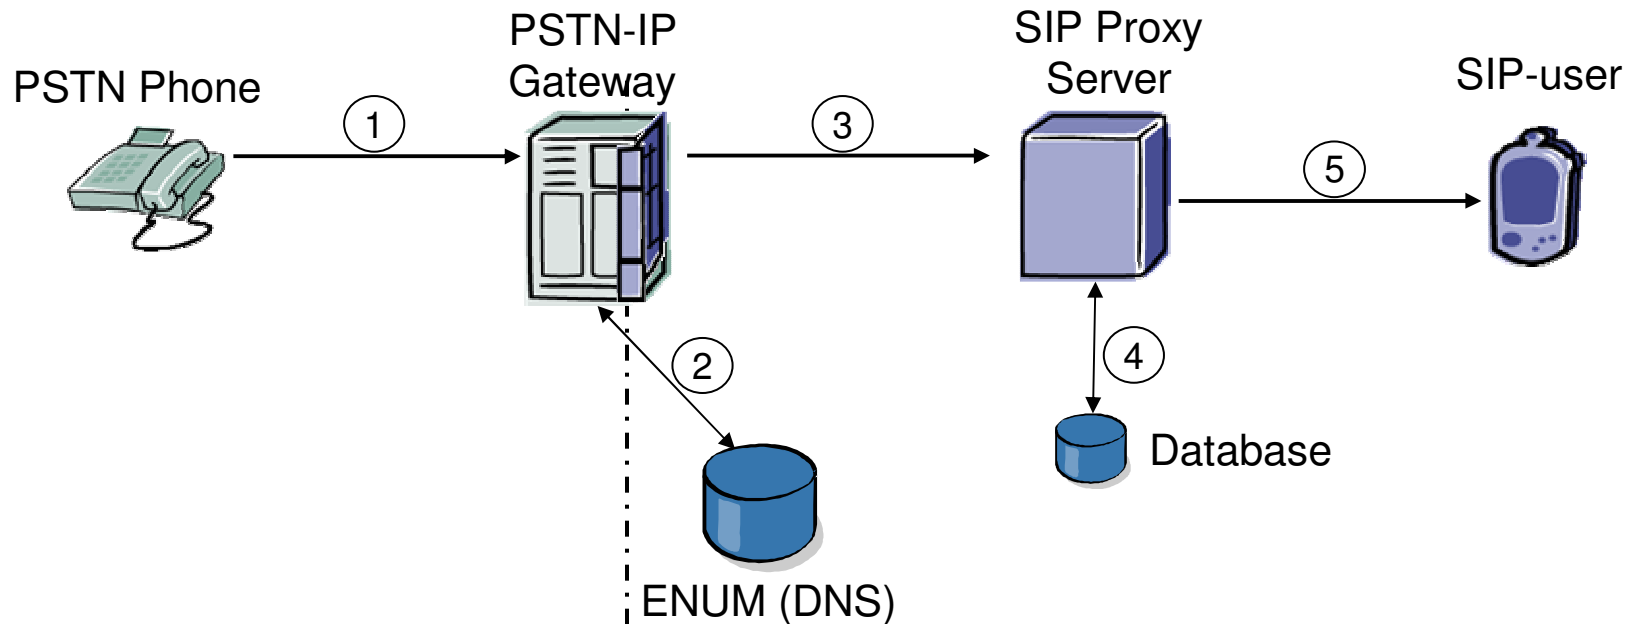 PSTN Phone
PSTN-IP
Gateway
SIP Proxy
Server
SIP-user
1
3
5
2
4
Database
ENUM (DNS)